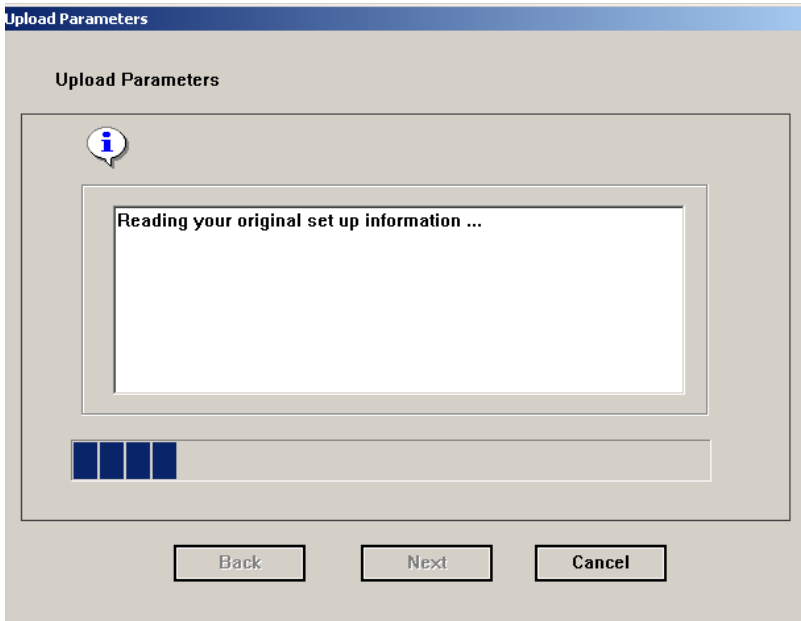 Upload Parameters
Upload Parameters
Reading your original set up information ...
Back
Next
Cancel